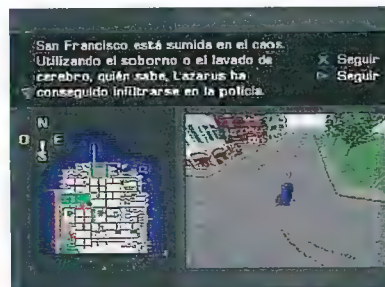 San Francisco está sumida en el caos.
Utilizando el soborno o el lavado de
cerebro, quién sabe, Lazarus ha
conseguido infiltrarse en la policía.
Seguir
Seguir
N
O E
S